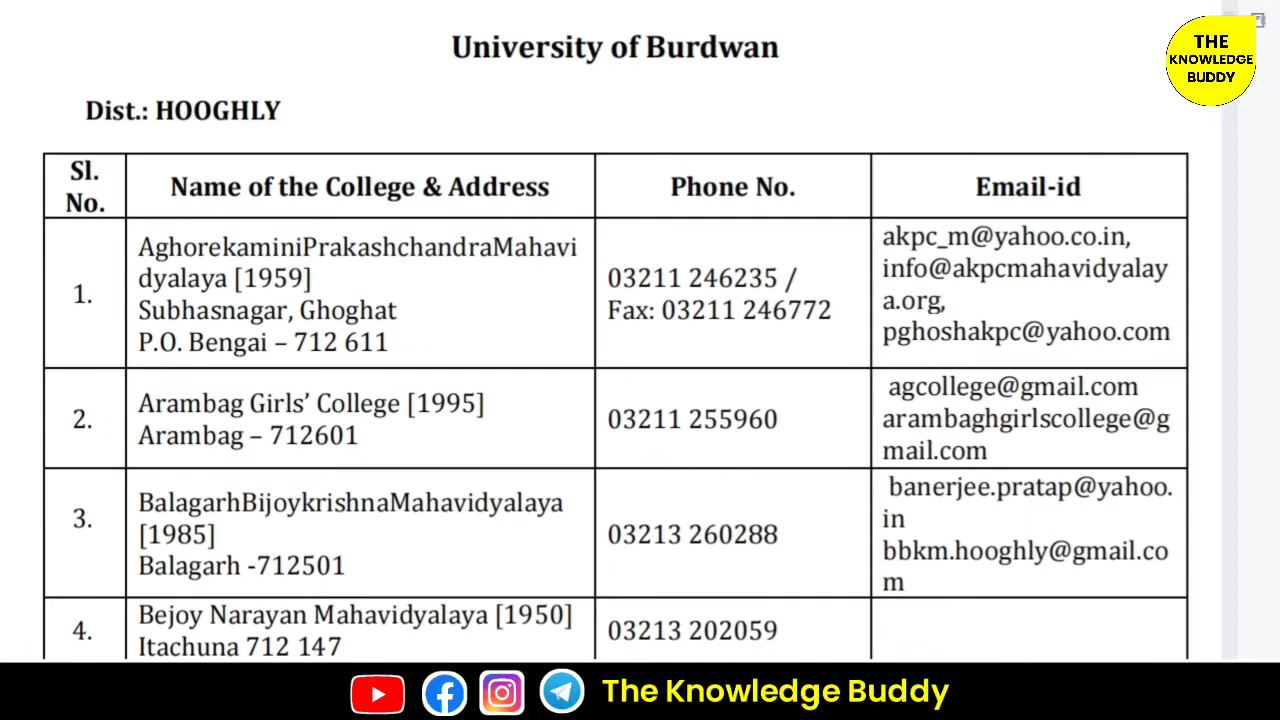 University of Burdwan
THE
KNOWLEDGE
BUDDY
Dist.: HOOGHLY
Sl.
No.
Name of the College & Address
Phone No.
Email-id
1.
AghorekaminiPrakashchandraMahavi
dyalaya [1959]
Subhasnagar, Ghoghat
P.O. Bengai – 712 611
03211 246235 /
Fax: 03211 246772
akpc_m@yahoo.co.in,
info@akpcmahavidyalay
a.org,
pghoshakpc@yahoo.com
2.
Arambag Girls’ College [1995]
Arambag – 712601
03211 255960
agcollege@gmail.com
arambaghgirlscollege@g
mail.com
3.
BalagarhBijoykrishnaMahavidyalaya
[1985]
Balagarh -712501
03213 260288
banerjee.pratap@yahoo.
in
bbkm.hooghly@gmail.co
m
4.
Bejoy Narayan Mahavidyalaya [1950]
Itachuna 712 147
03213 202059
The Knowledge Buddy